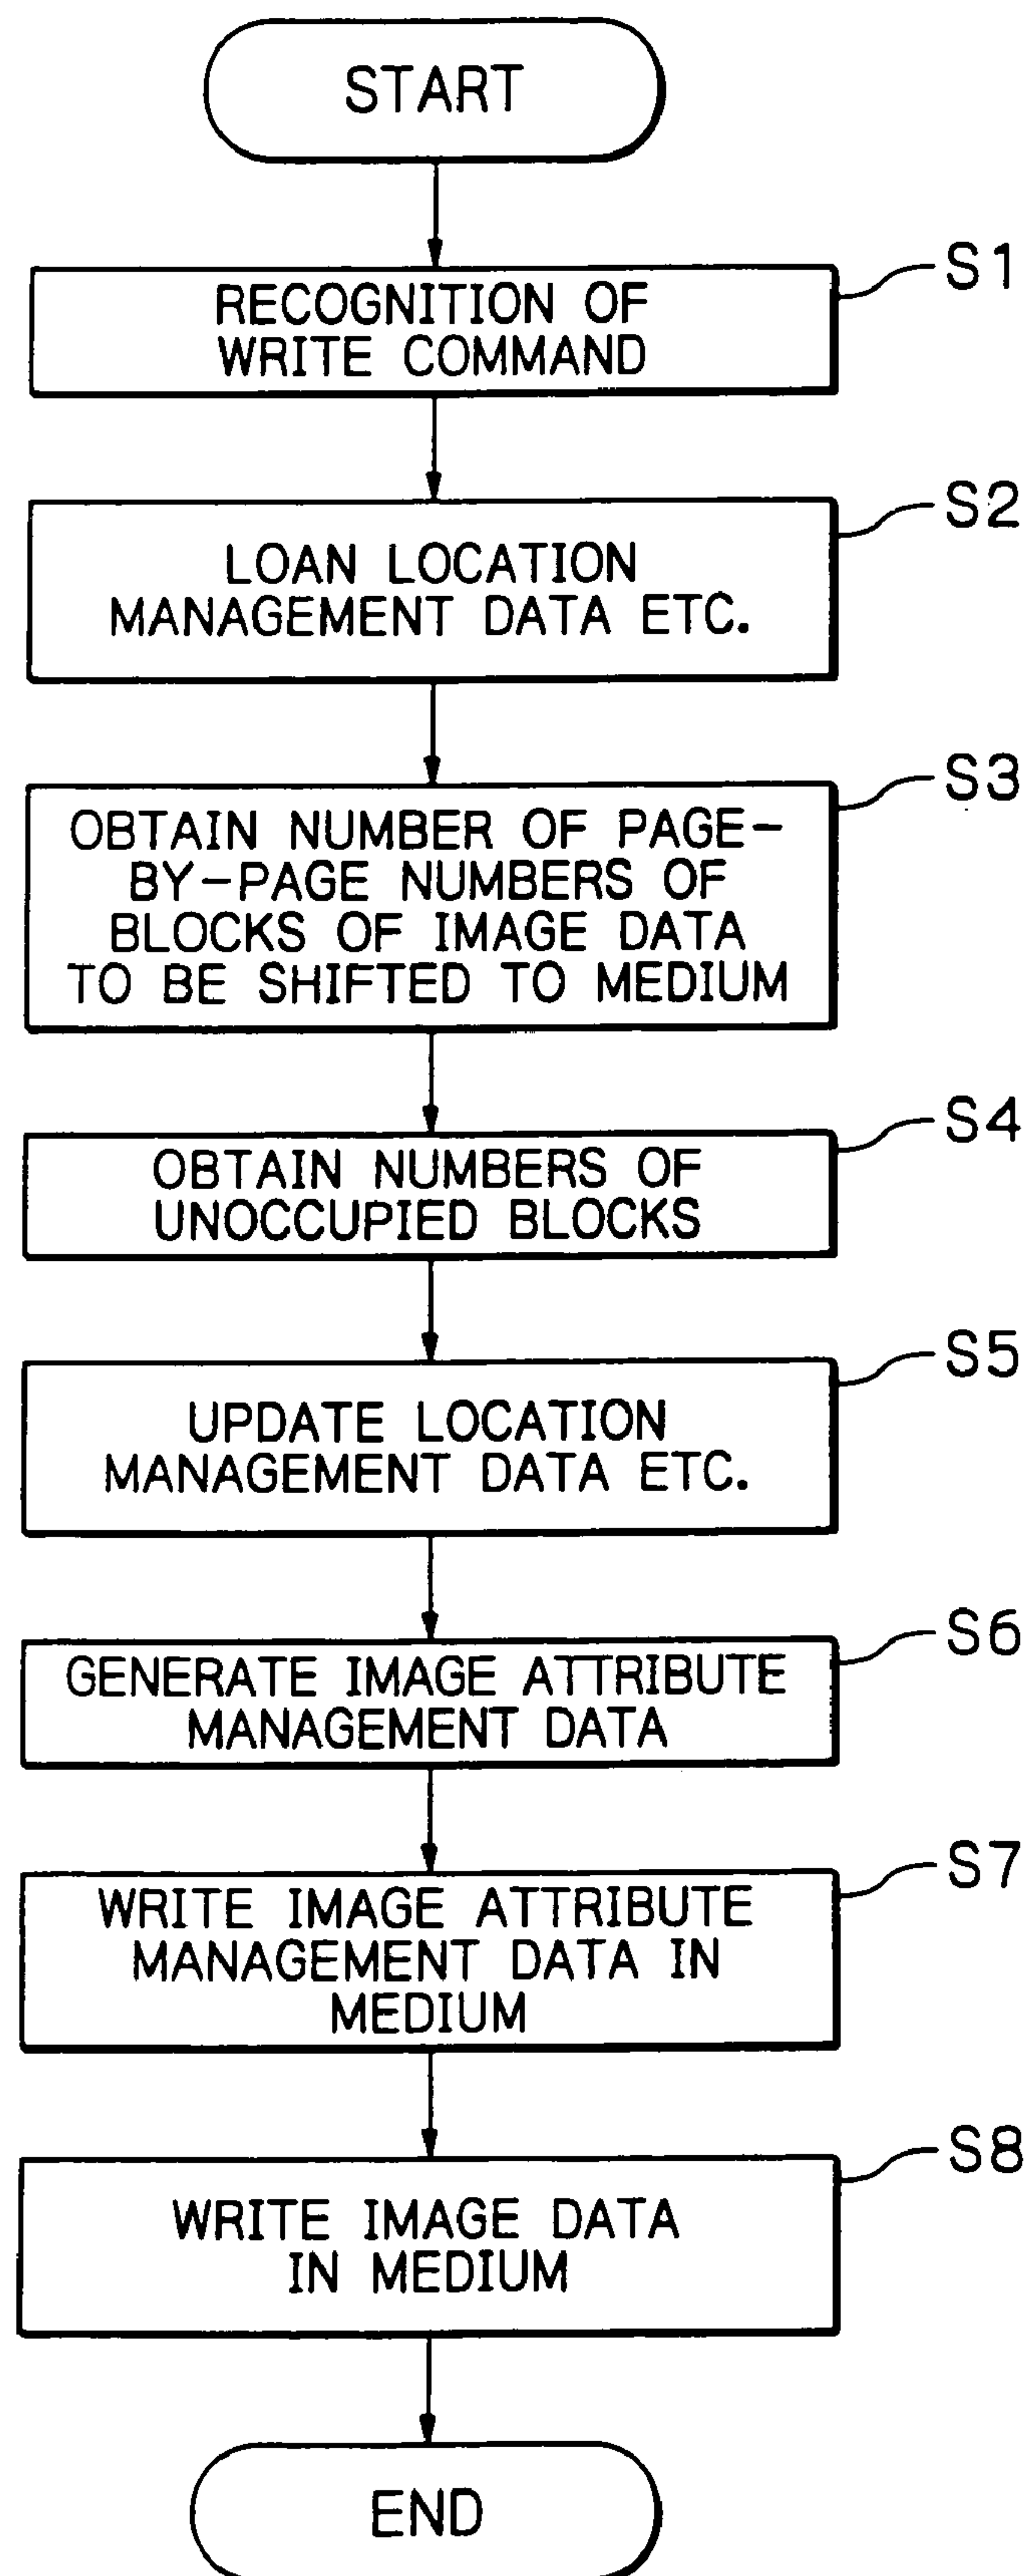 START
S1
RECOGNITION OF
WRITE COMMAND
S2
LOAN LOCATION
MANAGEMENT DATA ETC.
S3
OBTAIN NUMBER OF PAGE-
BY-PAGE NUMBERS OF
BLOCKS OF IMAGE DATA
TO BE SHIFTED TO MEDIUM
S4
OBTAIN NUMBERS OF
UNOCCUPIED BLOCKS
S5
UPDATE LOCATION
MANAGEMENT DATA ETC.
S6
GENERATE IMAGE ATTRIBUTE
MANAGEMENT DATA
S7
WRITE IMAGE ATTRIBUTE
MANAGEMENT DATA IN
MEDIUM
S8
WRITE IMAGE DATA
IN MEDIUM
END